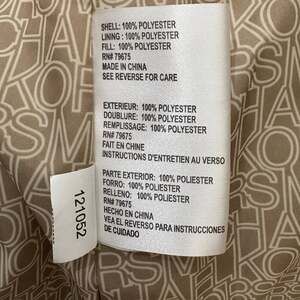 SHELL: 100% POLYESTER
LINING : 100% POLYESTER
FILL: 100% POLYESTER
RN# 79675
MADE IN CHINA
SEE REVERSE FOR CARE
EXTERIEUR: 100% POLYESTER
DOUBLURE: 100% POLYESTER
REMPLISSAGE: 100% POLYESTER
RN# 79675
FAIT EN CHINE
INSTRUCTIONS D'ENTRETIEN AU VERSO
PARTE EXTERIOR: 100% POLIESTER
FORRO: 100% POLIESTER
RELLENO: 100% POLIESTER
RN# 79675
HECHO EN CHINA
VEA EL REVERSO PARA INSTRUCCIONES
DE CUIDADO
121052